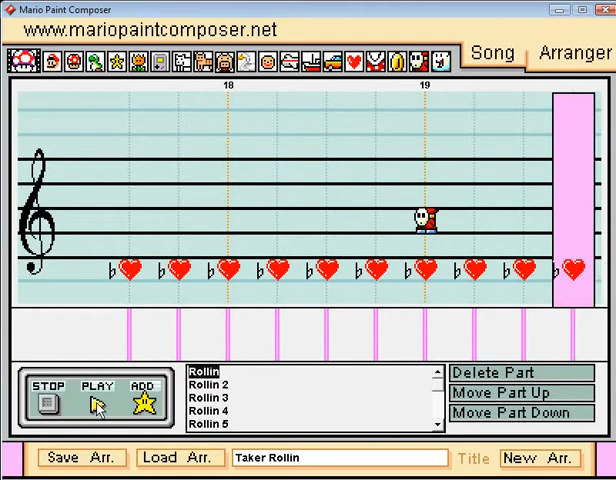 Mario Paint Composer
www.mariopaintcomposer.net
Song
Arranger
18 19
♭ ♭ ♭ ♭ ♭ ♭ ♭ ♭ ♭ ♭
STOP PLAY ADD
Rollin
Rollin 2
Rollin 3
Rollin 4
Rollin 5
Delete Part
Move Part Up
Move Part Down
Save Arr. Load Arr. Taker Rollin Title New Arr.